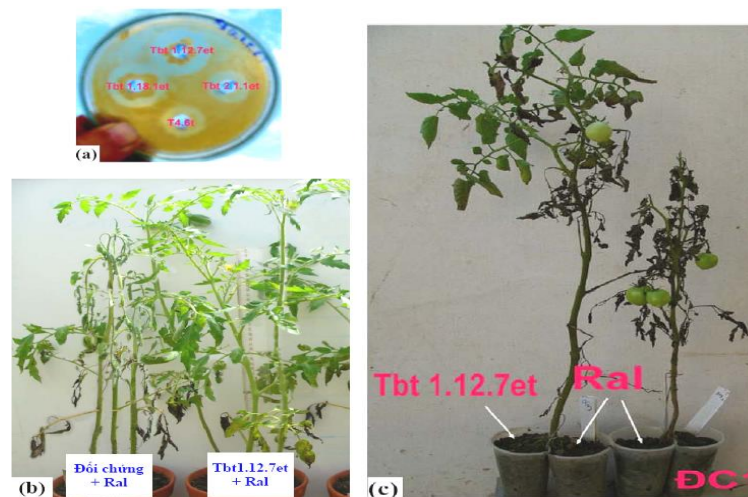 Tbt 1.12.7et
Tbt 1.18.1et
Tbt 2.1.1et
T4.6t
(a)
Đối chứng
+ Ral
Tbt1.12.7et
+ Ral
(b)
Tbt 1.12.7et
Ral
ĐC
(c)